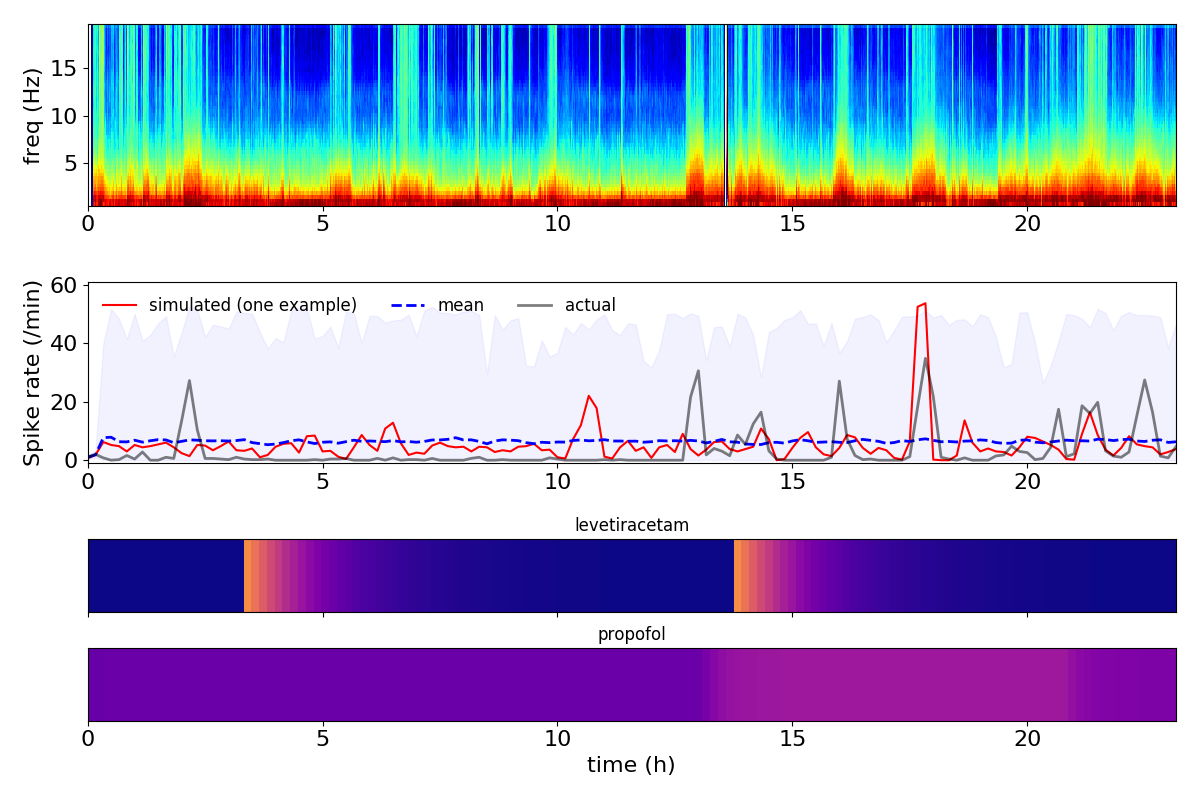 freq (Hz)
15
10
5
0 5 10 15 20
Spike rate (/min)
60
40
20
0
simulated (one example) mean actual
0 5 10 15 20
levetiracetam
propofol
0 5 10 15 20
time (h)